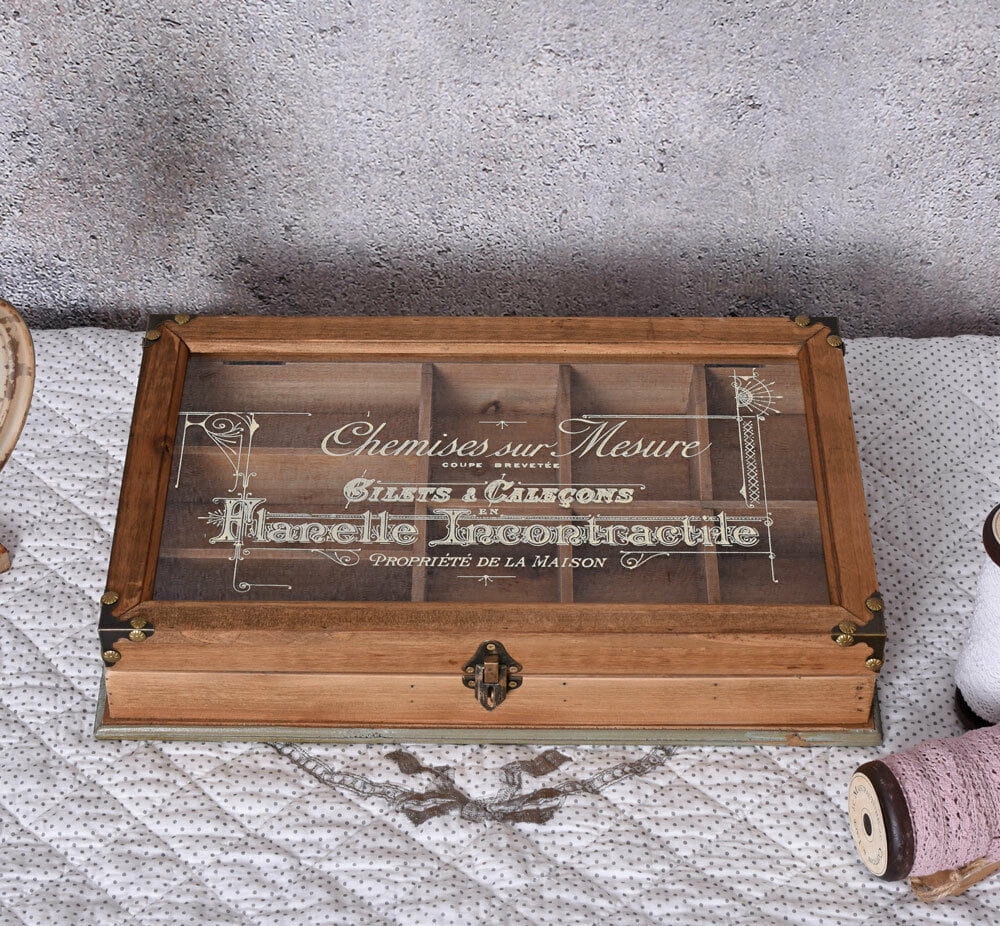 Chemises sur Mesure
COUPE BREVETÉE
GILETS & CALEÇONS
EN
Flanelle Incontractile
PROPRIÉTÉ DE LA MAISON